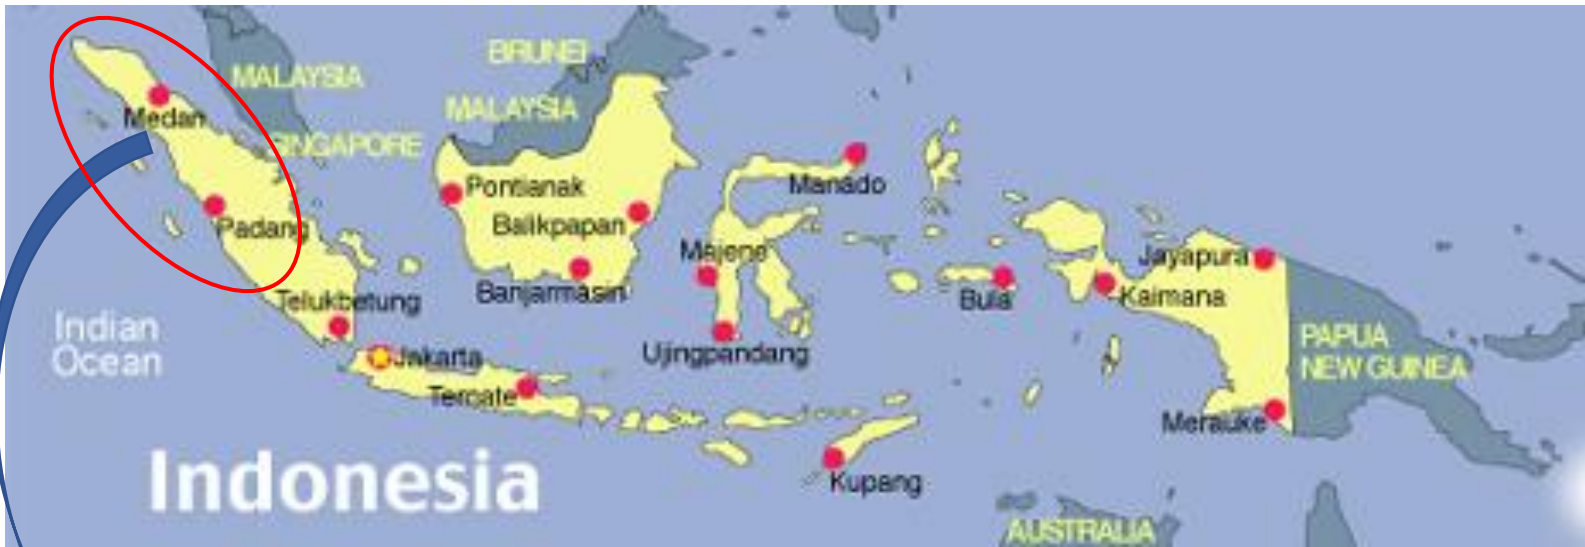 BRUNEI
MALAYSIA
MALAYSIA
Medan
SINGAPORE
Manado
Pontianak
Padang
Balikpapan
Majene
Jayapura
Telukbetung
Banjarmasin
Bula
Kaimana
Indian
Ocean
Ujingpandang
PAPUA
NEW GUINEA
Jakarta
Tercate
Merauke
Indonesia
Kupang
AUSTRALIA